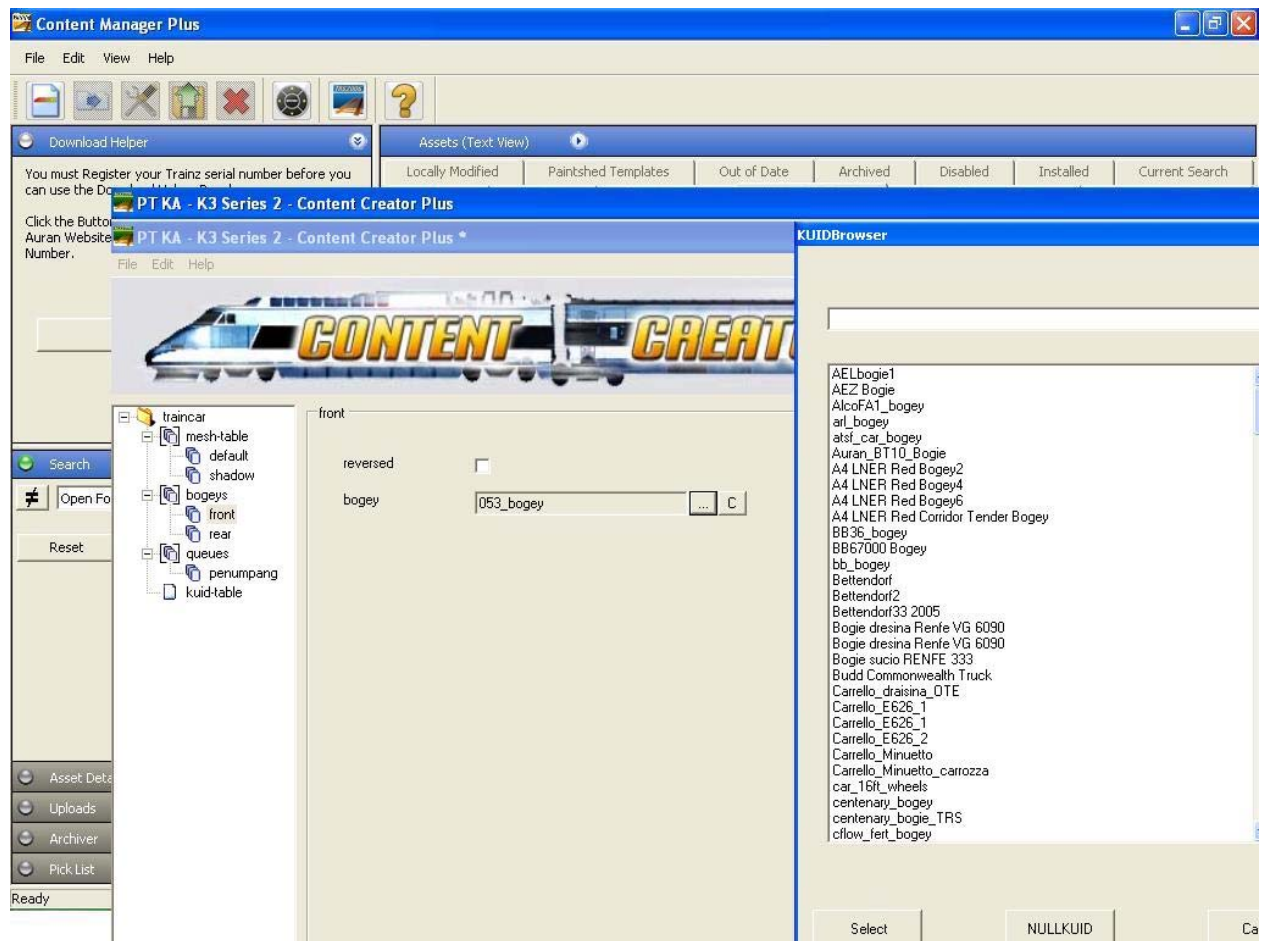 Content Manager Plus
File Edit View Help
TRS2006
Download Helper
Assets (Text View)
You must Register your Trainz serial number before you
can use the
Locally Modified Paintshed Templates Out of Date Archived Disabled Installed Current Search
PT KA - K3 Series 2 - Content Creator Plus
Click the
Auran Website
Number.
PT KA - K3 Series 2 - Content Creator Plus *
KUIDBrowser
File Edit Help
CONTENT
traincar
mesh-table
default
shadow
bogeys
front
rear
queues
penumpang
kuid-table
front
reversed
bogey 053_bogey ... C
AELbogie1
AEZ Bogie
AlcoFA1_bogey
arl_bogey
atsf_car_bogey
Auran_BT10_Bogie
A4 LNER Red Bogey2
A4 LNER Red Bogey4
A4 LNER Red Bogey6
A4 LNER Red Corridor Tender Bogey
BB36_bogey
BB67000 Bogey
bb_bogey
Bettendorf
Bettendorf2
Bettendorf33 2005
Bogie dresina Renfe VG 6090
Bogie dresina Renfe VG 6090
Bogie sucio RENFE 333
Budd Commonwealth Truck
Carrello_draisina_OTE
Carrello_E626_1
Carrello_E626_1
Carrello_E626_2
Carrello_Minuetto
Carrello_Minuetto_carrozza
car_16ft_wheels
centenary_bogey
centenary_bogie_TRS
cflow_fert_bogey
Search
Open Fo
Reset
Asset Deta
Uploads
Archiver
Pick List
Ready
Select NULLKUID Ca